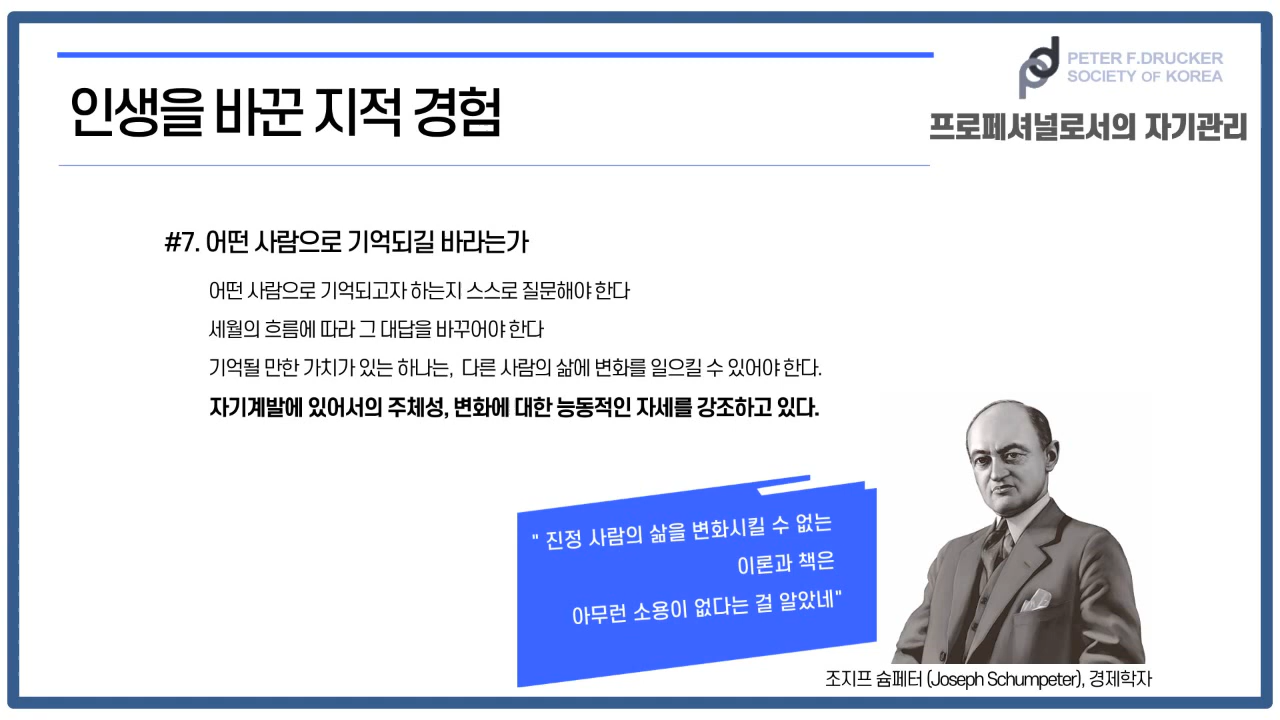 PETER F.DRUCKER
SOCIETY OF KOREA
인생을 바꾼 지적 경험
프로페셔널로서의 자기관리
#7. 어떤 사람으로 기억되길 바라는가
어떤 사람으로 기억되고자 하는지 스스로 질문해야 한다
세월의 흐름에 따라 그 대답을 바꾸어야 한다
기억될 만한 가치가 있는 하나는, 다른 사람의 삶에 변화를 일으킬 수 있어야 한다.
자기계발에 있어서의 주체성, 변화에 대한 능동적인 자세를 강조하고 있다.
" 진정 사람의 삶을 변화시킬 수 없는
이론과 책은
아무런 소용이 없다는 걸 알았네"
조지프 슘페터 (Joseph Schumpeter), 경제학자